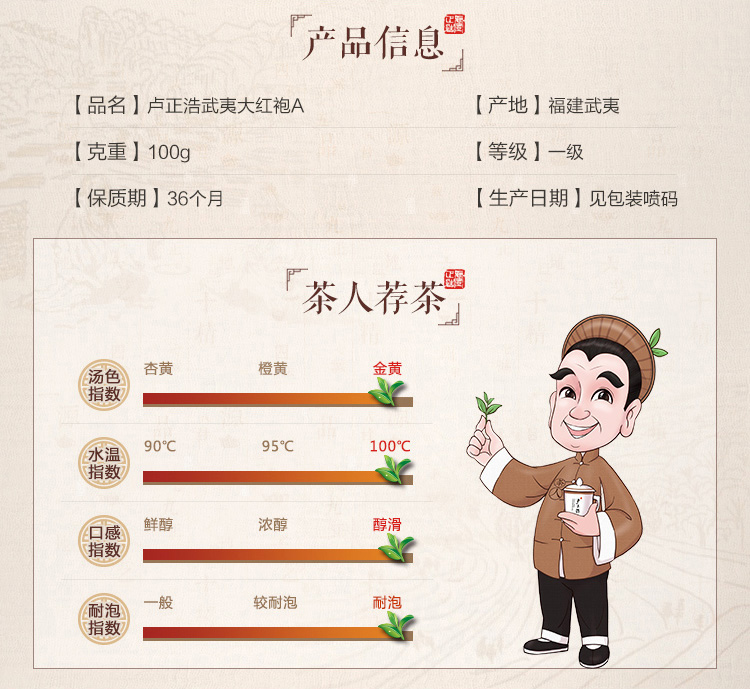 产品信息
【品名】卢正浩武夷大红袍A
【产地】福建武夷
【克重】100g
【等级】一级
【保质期】36个月
【生产日期】见包装喷码
茶人荐茶
汤色
指数
杏黄 橙黄 金黄
水温
指数
90℃ 95℃ 100℃
口感
指数
鲜醇 浓醇 醇滑
耐泡
指数
一般 较耐泡 耐泡